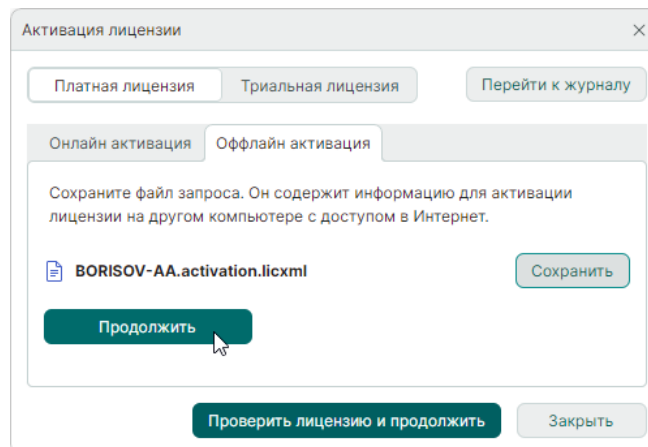 Активация лицензии
Платная лицензия
Триальная лицензия
Перейти к журналу
Онлайн активация
Оффлайн активация
Сохраните файл запроса. Он содержит информацию для активации
лицензии на другом компьютере с доступом в Интернет.
BORISOV-AA.activation.licxml
Сохранить
Продолжить
Проверить лицензию и продолжить
Закрыть